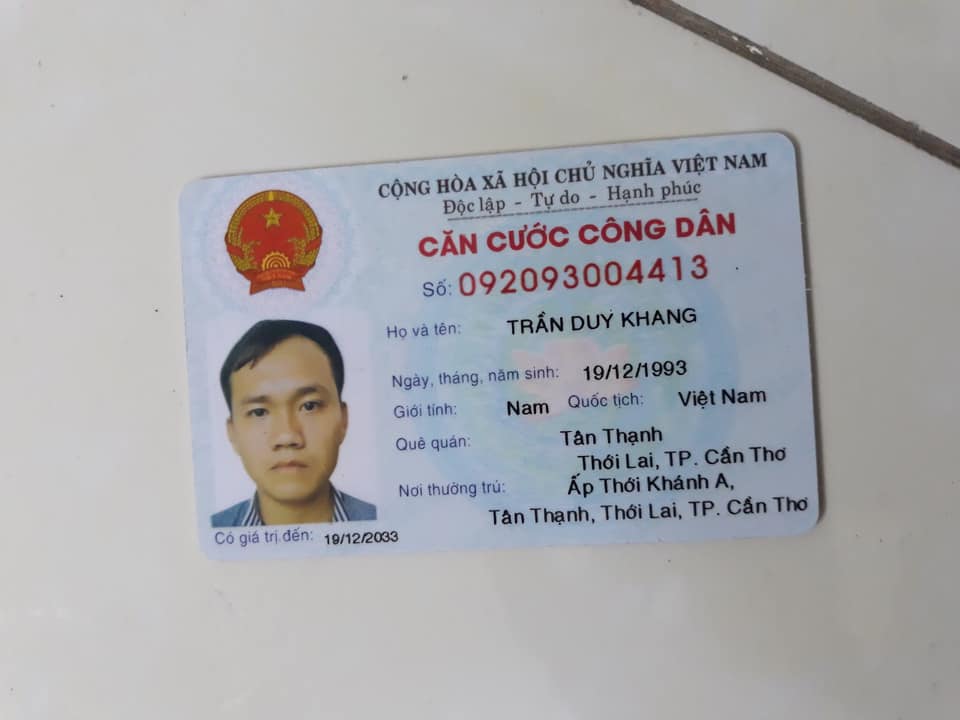 CỘNG HÒA XÃ HỘI CHỦ NGHĨA VIỆT NAM
Độc lập - Tự do - Hạnh phúc
CĂN CƯỚC CÔNG DÂN
Số: 092093004413
Họ và tên: TRẦN DUY KHANG
Ngày, tháng, năm sinh: 19/12/1993
Giới tính: Nam Quốc tịch: Việt Nam
Quê quán: Tân Thạnh
Thới Lai, TP. Cần Thơ
Nơi thường trú: Ấp Thới Khánh A,
Tân Thạnh, Thới Lai, TP. Cần Thơ
Có giá trị đến: 19/12/2033